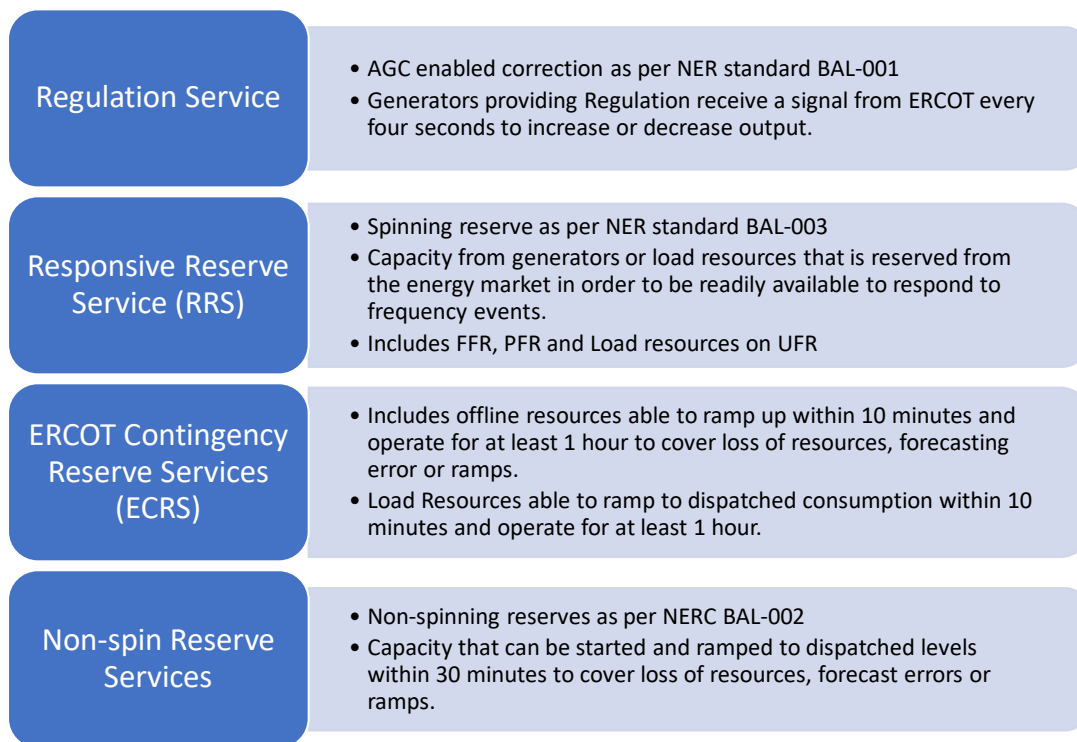 Regulation Service
• AGC enabled correction as per NER standard BAL-001
• Generators providing Regulation receive a signal from ERCOT every
four seconds to increase or decrease output.
Responsive Reserve
Service (RRS)
• Spinning reserve as per NER standard BAL-003
• Capacity from generators or load resources that is reserved from
the energy market in order to be readily available to respond to
frequency events.
• Includes FFR, PFR and Load resources on UFR
ERCOT Contingency
Reserve Services
(ECRS)
• Includes offline resources able to ramp up within 10 minutes and
operate for at least 1 hour to cover loss of resources, forecasting
error or ramps.
• Load Resources able to ramp to dispatched consumption within 10
minutes and operate for at least 1 hour.
Non-spin Reserve
Services
• Non-spinning reserves as per NERC BAL-002
• Capacity that can be started and ramped to dispatched levels
within 30 minutes to cover loss of resources, forecast errors or
ramps.